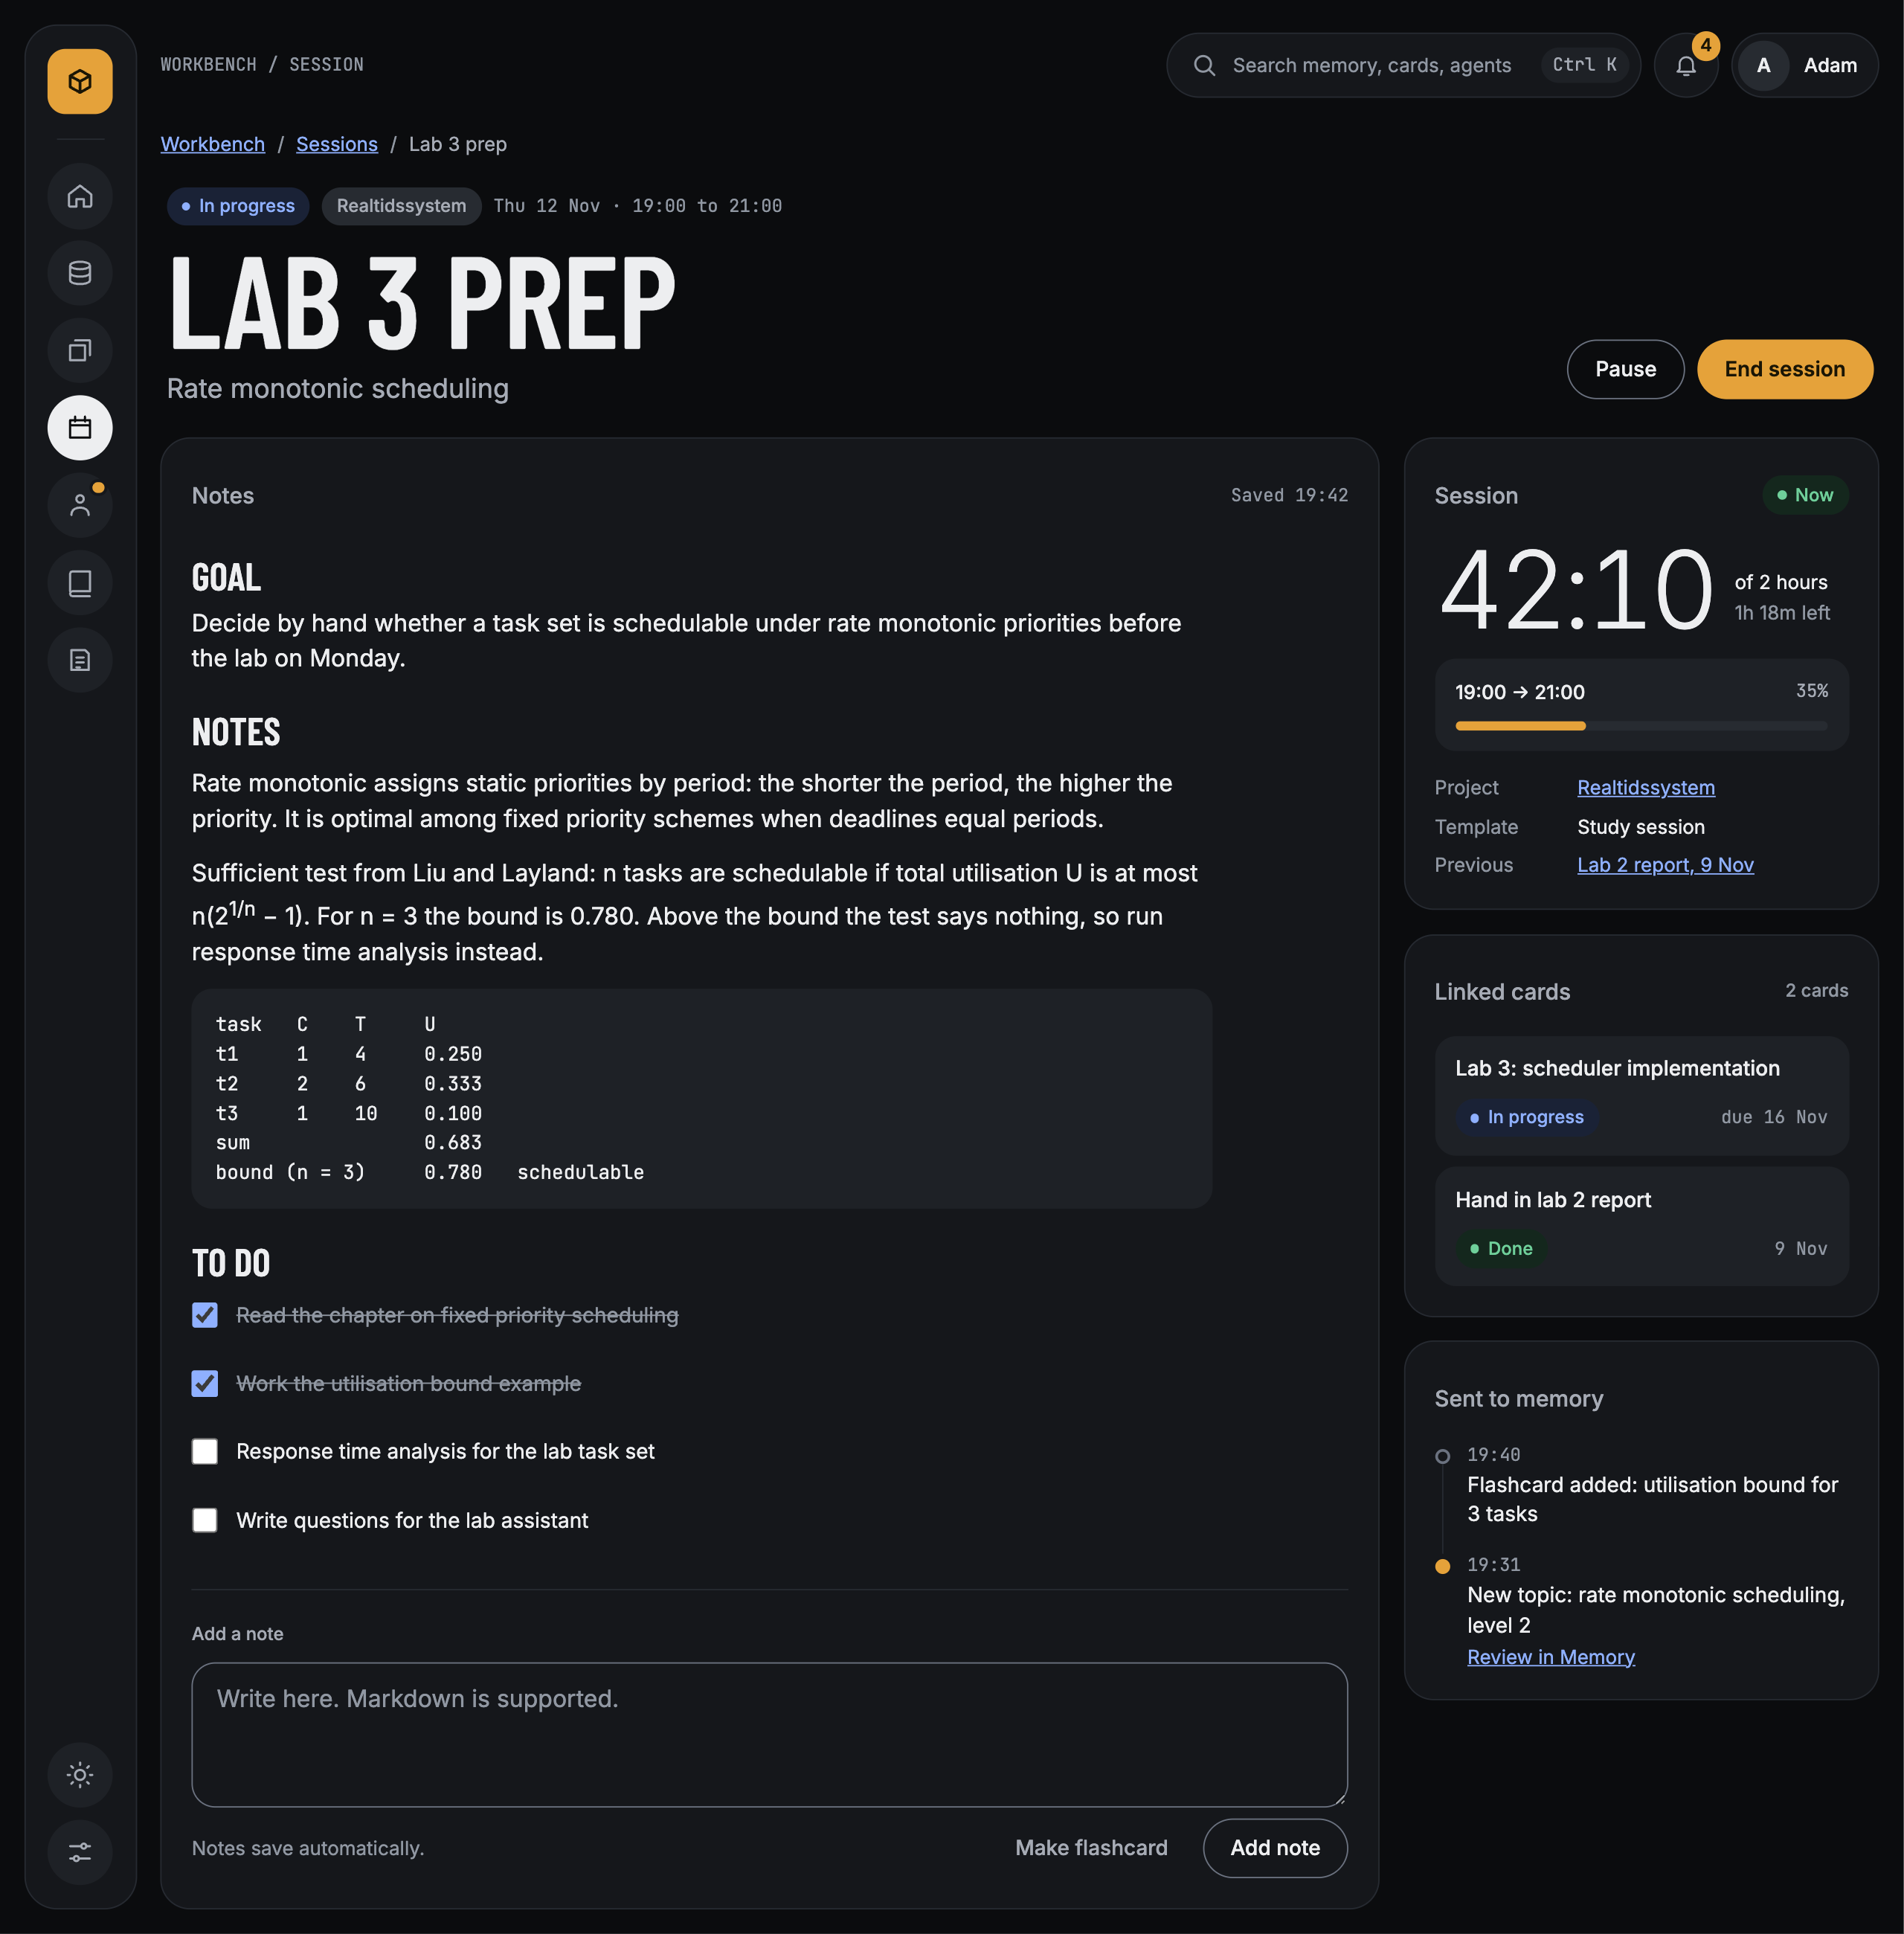 WORKBENCH / SESSION
Search memory, cards, agents
Ctrl K
4
A
Adam
Workbench / Sessions / Lab 3 prep
In progress
Realtidssystem
Thu 12 Nov · 19:00 to 21:00
LAB 3 PREP
Rate monotonic scheduling
Pause
End session
Notes
Saved 19:42
GOAL
Decide by hand whether a task set is schedulable under rate monotonic priorities before
the lab on Monday.
NOTES
Rate monotonic assigns static priorities by period: the shorter the period, the higher the
priority. It is optimal among fixed priority schemes when deadlines equal periods.
Sufficient test from Liu and Layland: n tasks are schedulable if total utilisation U is at most
n(2^1/n − 1). For n = 3 the bound is 0.780. Above the bound the test says nothing, so run
response time analysis instead.
task C T U
t1 1 4 0.250
t2 2 6 0.333
t3 1 10 0.100
sum 0.683
bound (n = 3) 0.780 schedulable
TO DO
Read the chapter on fixed priority scheduling
Work the utilisation bound example
Response time analysis for the lab task set
Write questions for the lab assistant
Add a note
Write here. Markdown is supported.
Notes save automatically.
Make flashcard
Add note
Session
Now
42:10
of 2 hours
1h 18m left
19:00 → 21:00
35%
Project Realtidssystem
Template Study session
Previous Lab 2 report, 9 Nov
Linked cards
2 cards
Lab 3: scheduler implementation
In progress
due 16 Nov
Hand in lab 2 report
Done
9 Nov
Sent to memory
19:40
Flashcard added: utilisation bound for
3 tasks
19:31
New topic: rate monotonic scheduling,
level 2
Review in Memory